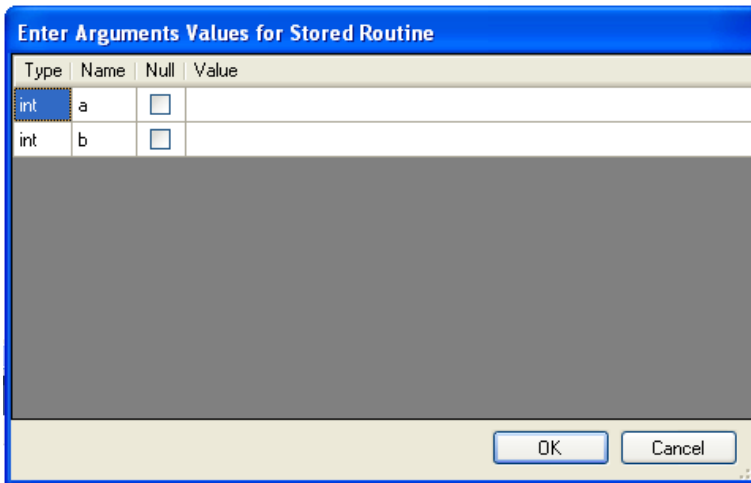 Enter Arguments Values for Stored Routine
Type Name Null Value
int a
int b
OK Cancel